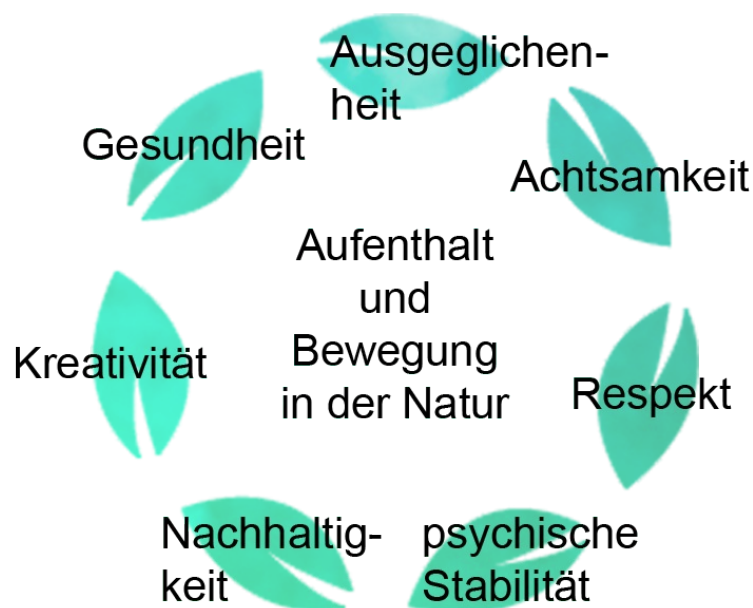 Ausgeglichen-
heit
Gesundheit
Achtsamkeit
Aufenthalt
und
Bewegung
in der Natur
Kreativität
Respekt
Nachhaltig-
keit
psychische
Stabilität